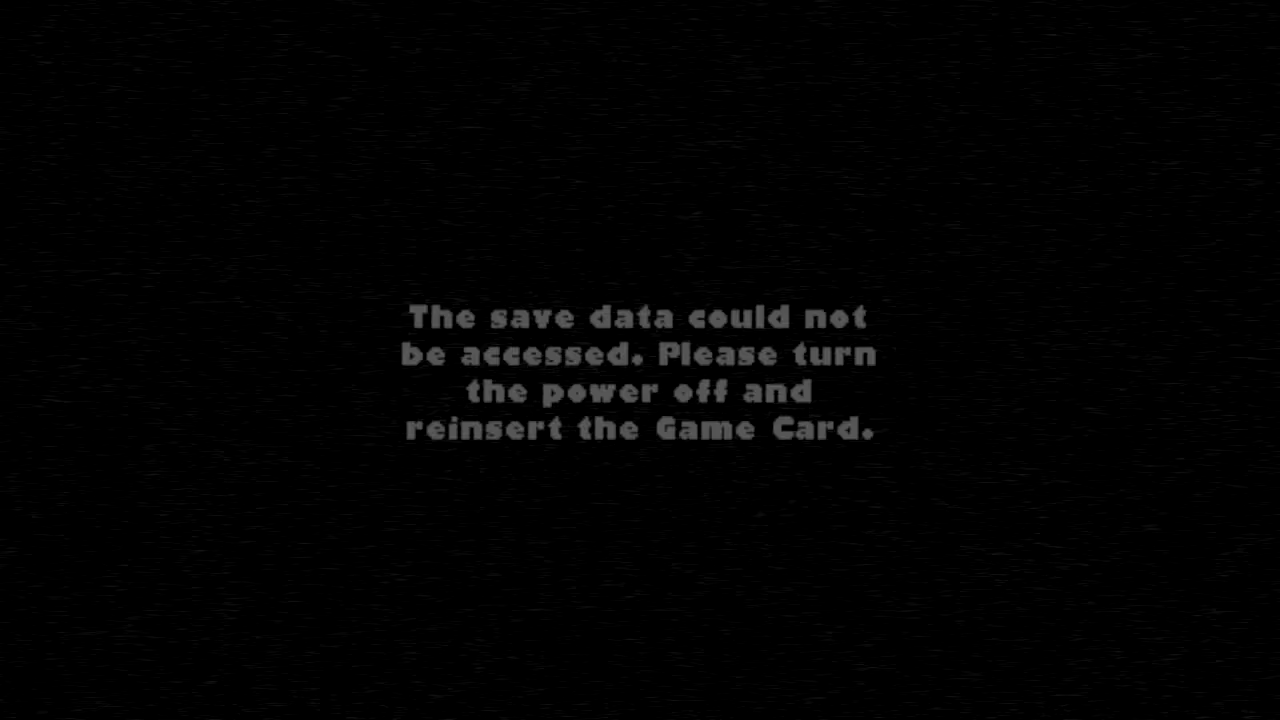 The save data could not
be accessed. Please turn
the power off and
reinsert the Game Card.